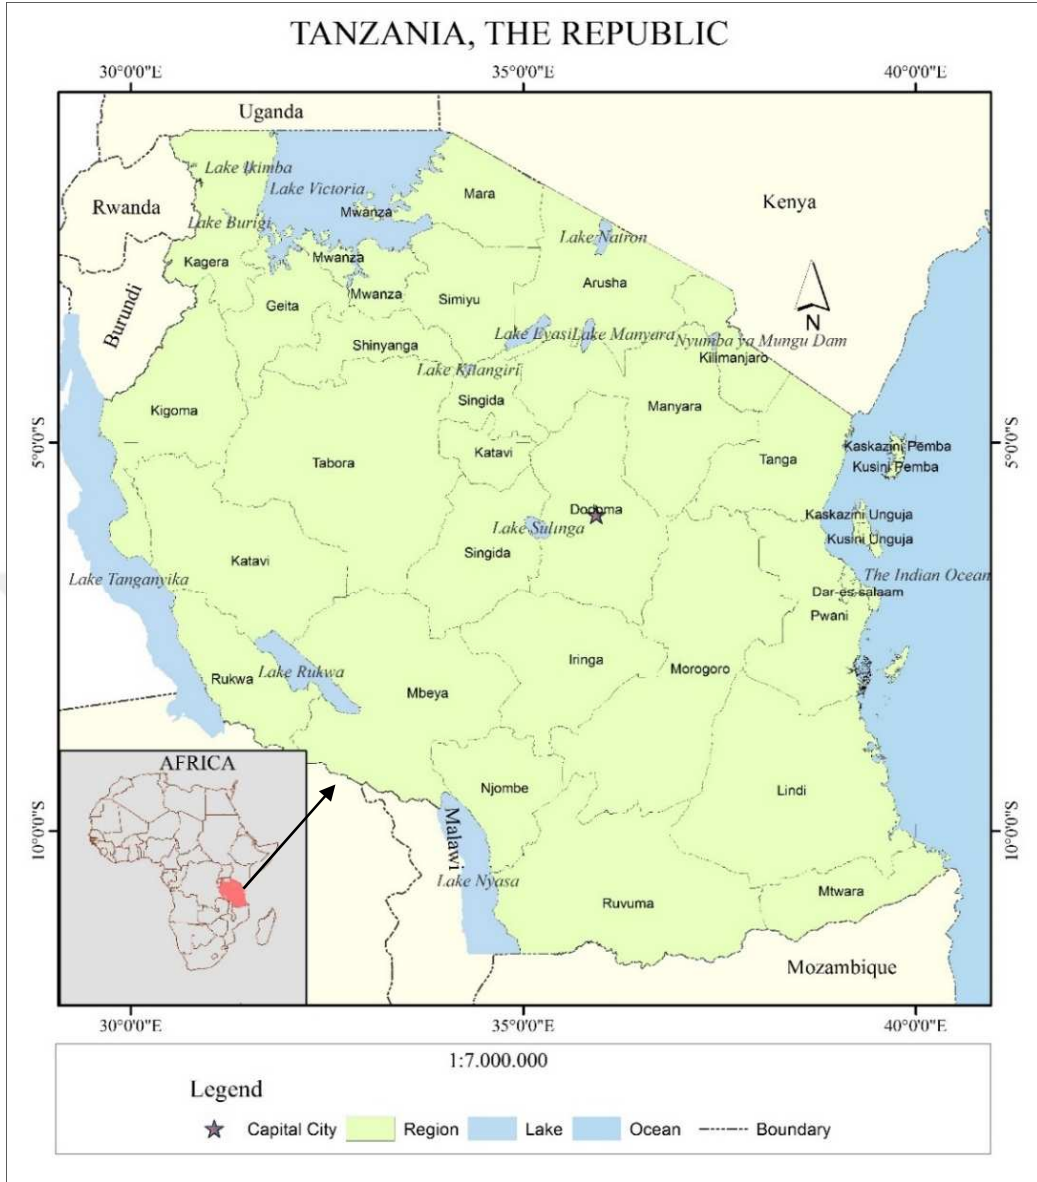 TANZANIA, THE REPUBLIC
30°0'0"E 35°0'0"E 40°0'0"E
Uganda
Lake Ikimba
Lake Victoria
Mara
Kenya
Rwanda
Mwanza
Lake Burigi
Lake Natron
Kagera
Mwanza
Arusha
Burundi
Geita
Mwanza
Simiyu
N
Shinyanga
Lake Eyasi
Lake Manyara
Nyumba ya Mungu Dam
Kilimanjaro
Lake Kitangiri
Kigoma
Singida
Manyara
5°0'0"S
5°0'0"S
Kaskazini Pemba
Katavi
Tabora
Tanga
Kusini Pemba
Dodoma
Kaskazini Unguja
Lake Sulinga
Kusini Unguja
Singida
Katavi
Lake Tanganyika
The Indian Ocean
Dar-es-salaam
Pwani
Iringa
Morogoro
Rukwa
Lake Rukwa
Mbeya
AFRICA
Njombe
Lindi
10°0'0"S
10°0'0"S
Malawi
Lake Nyasa
Mtwara
Ruvuma
Mozambique
30°0'0"E 35°0'0"E 40°0'0"E
1:7.000.000
Legend
Capital City Region Lake Ocean Boundary